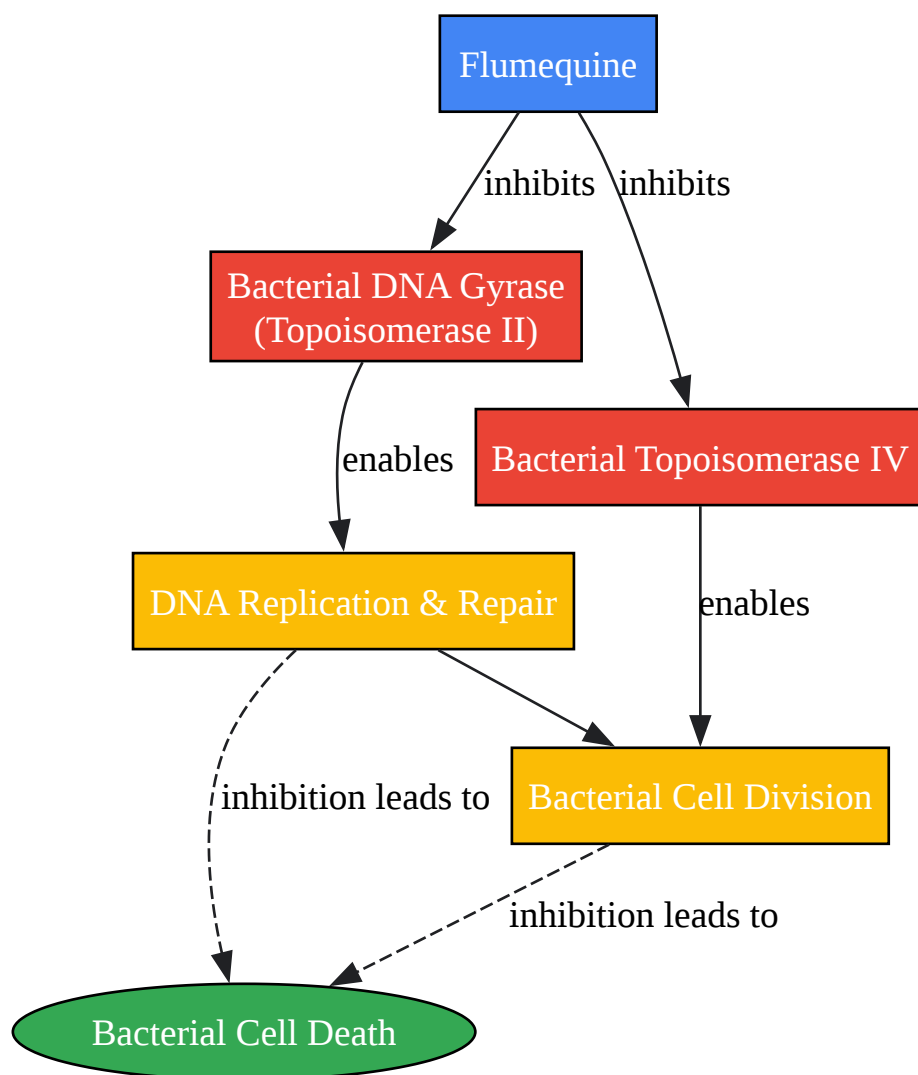 Flumequine
inhibits
inhibits
Bacterial DNA Gyrase
(Topoisomerase II)
enables
Bacterial Topoisomerase IV
DNA Replication & Repair
enables
inhibition leads to
Bacterial Cell Division
inhibition leads to
Bacterial Cell Death